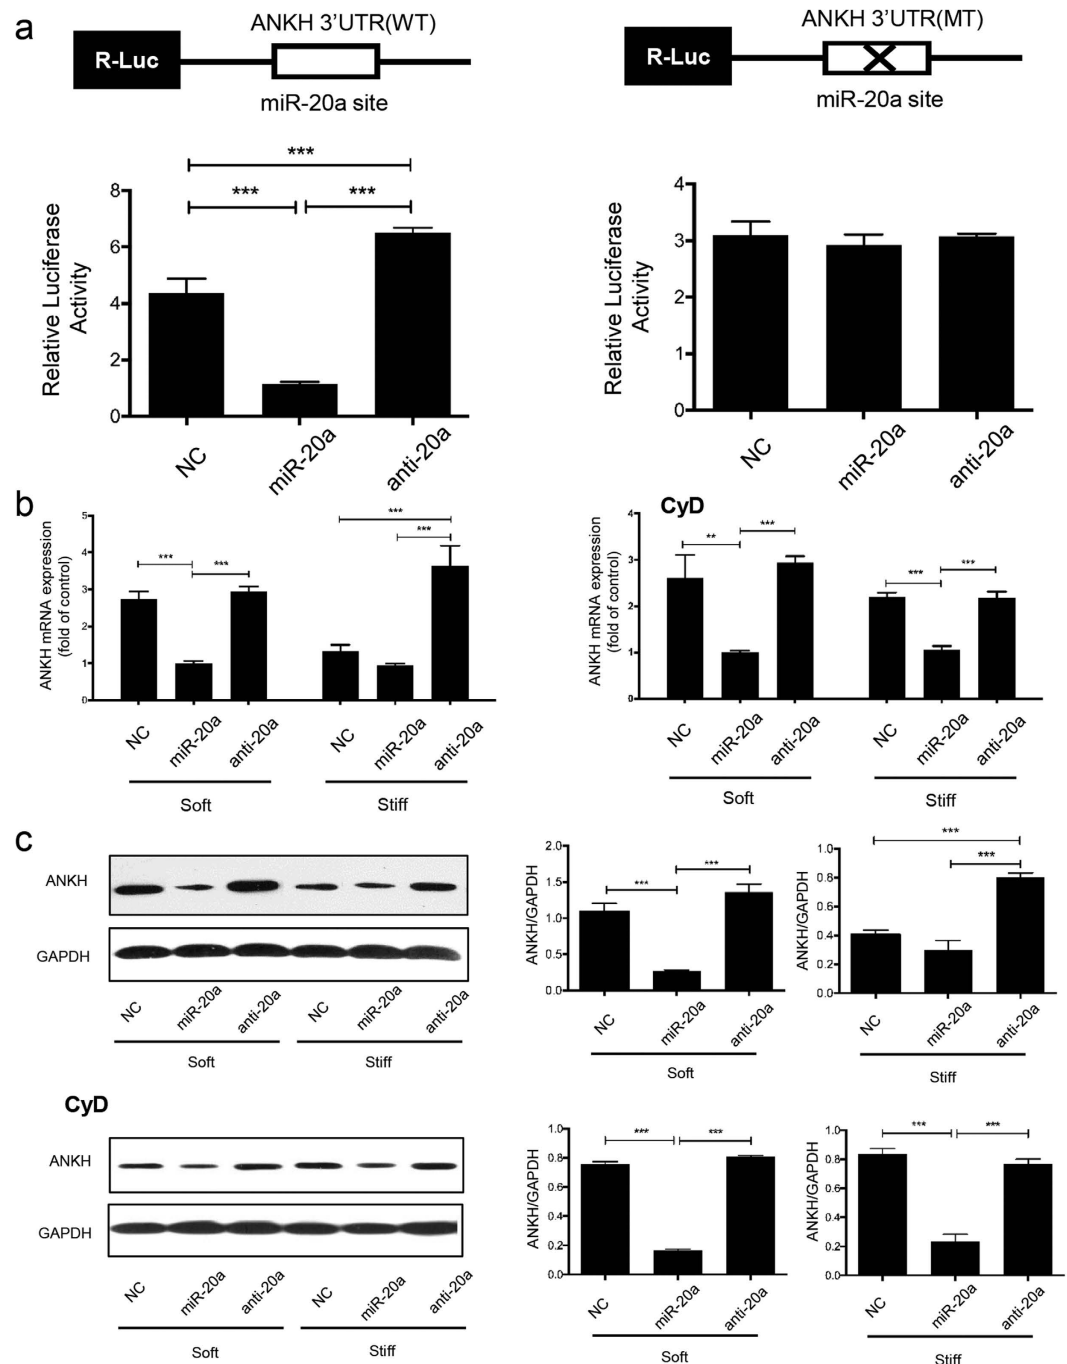 a
ANKH 3'UTR(WT)
R-Luc
miR-20a site
ANKH 3'UTR(MT)
R-Luc
X
miR-20a site
Relative Luciferase
Activity
8
6
4
2
0
***
***
***
NC
miR-20a
anti-20a
Relative Luciferase
Activity
4
3
2
1
0
NC
miR-20a
anti-20a
b
ANKH mRNA expression
(fold of control)
5
4
3
2
1
0
***
***
***
***
NC
miR-20a
anti-20a
NC
miR-20a
anti-20a
Soft
Stiff
CyD
ANKH mRNA expression
(fold of control)
4
3
2
1
0
**
***
***
***
NC
miR-20a
anti-20a
NC
miR-20a
anti-20a
Soft
Stiff
c
ANKH
GAPDH
NC
miR-20a
anti-20a
NC
miR-20a
anti-20a
Soft
Stiff
ANKH/GAPDH
2.0
1.5
1.0
0.5
0.0
***
***
NC
miR-20a
anti-20a
Soft
ANKH/GAPDH
1.0
0.8
0.6
0.4
0.2
0.0
***
***
NC
miR-20a
anti-20a
Stiff
CyD
ANKH
GAPDH
NC
miR-20a
anti-20a
NC
miR-20a
anti-20a
Soft
Stiff
ANKH/GAPDH
1.0
0.8
0.6
0.4
0.2
0.0
***
***
NC
miR-20a
anti-20a
Soft
ANKH/GAPDH
1.0
0.8
0.6
0.4
0.2
0.0
***
***
NC
miR-20a
anti-20a
Stiff